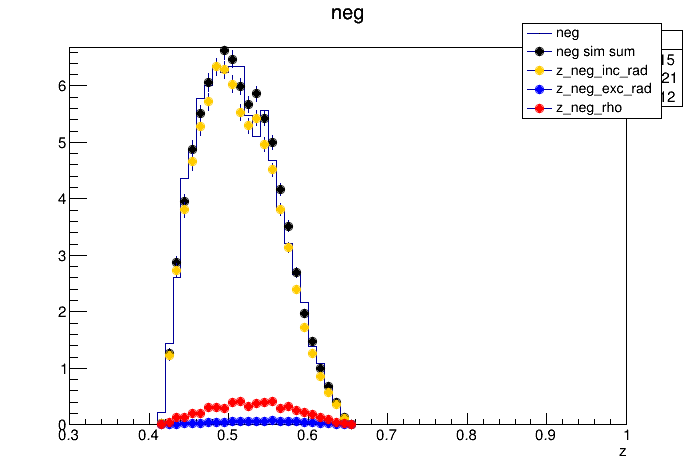 neg
neg
neg sim sum
z_neg_inc_rad
z_neg_exc_rad
z_neg_rho
15
21
12
6
5
4
3
2
1
0
0.3 0.4 0.5 0.6 0.7 0.8 0.9 1
z